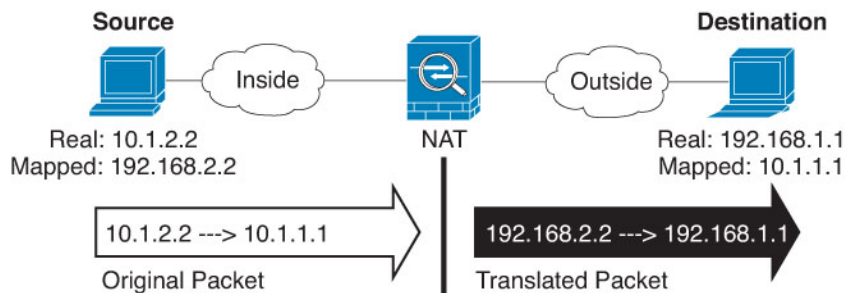 Source
Destination
Inside
Outside
NAT
Real: 10.1.2.2
Mapped: 192.168.2.2
Real: 192.168.1.1
Mapped: 10.1.1.1
10.1.2.2 ---> 10.1.1.1
192.168.2.2 ---> 192.168.1.1
Original Packet
Translated Packet